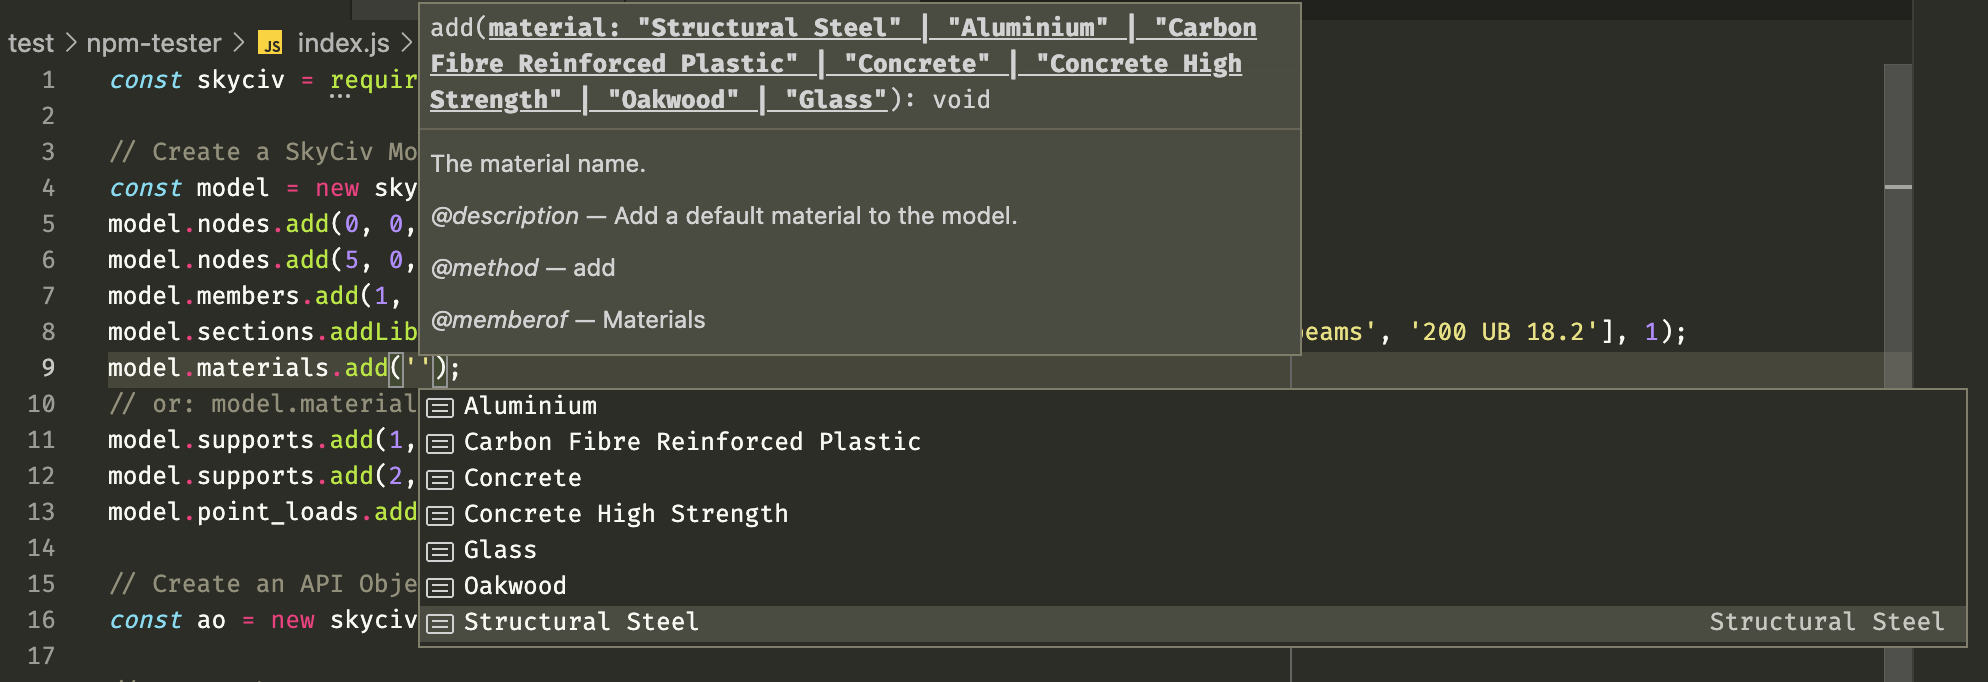 test > npm-tester > JS index.js >
add(material: "Structural Steel" | "Aluminium" | "Carbon
Fibre Reinforced Plastic" | "Concrete" | "Concrete High
Strength" | "Oakwood" | "Glass"): void
The material name.
@description — Add a default material to the model.
@method — add
@memberof — Materials
1 const skyciv = requir
2
3 // Create a SkyCiv Mo
4 const model = new sky
5 model.nodes.add(0, 0,
6 model.nodes.add(5, 0,
7 model.members.add(1,
8 model.sections.addLib eams', '200 UB 18.2'], 1);
9 model.materials.add('');
10 // or: model.material
11 model.supports.add(1,
12 model.supports.add(2,
13 model.point_loads.add
14
15 // Create an API Obje
16 const ao = new skyciv
17
Aluminium
Carbon Fibre Reinforced Plastic
Concrete
Concrete High Strength
Glass
Oakwood
Structural Steel Structural Steel